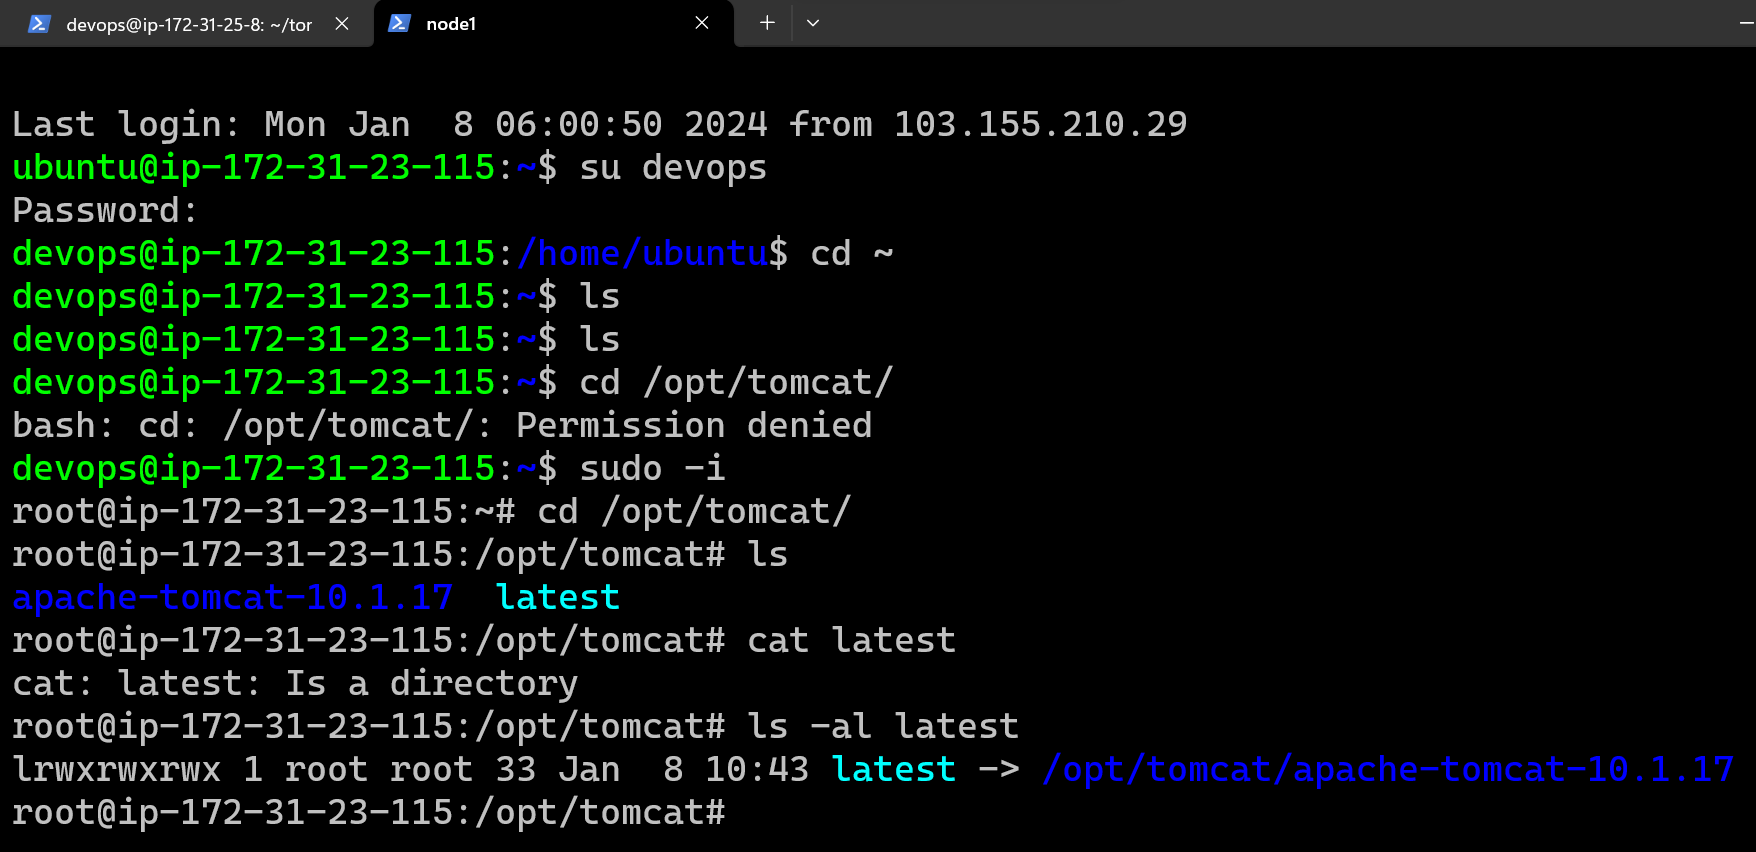 devops@ip-172-31-25-8: ~/tor
node1
Last login: Mon Jan  8 06:00:50 2024 from 103.155.210.29
ubuntu@ip-172-31-23-115:~$ su devops
Password:
devops@ip-172-31-23-115:/home/ubuntu$ cd ~
devops@ip-172-31-23-115:~$ ls
devops@ip-172-31-23-115:~$ ls
devops@ip-172-31-23-115:~$ cd /opt/tomcat/
bash: cd: /opt/tomcat/: Permission denied
devops@ip-172-31-23-115:~$ sudo -i
root@ip-172-31-23-115:~# cd /opt/tomcat/
root@ip-172-31-23-115:/opt/tomcat# ls
apache-tomcat-10.1.17  latest
root@ip-172-31-23-115:/opt/tomcat# cat latest
cat: latest: Is a directory
root@ip-172-31-23-115:/opt/tomcat# ls -al latest
lrwxrwxrwx 1 root root 33 Jan  8 10:43 latest -> /opt/tomcat/apache-tomcat-10.1.17
root@ip-172-31-23-115:/opt/tomcat#